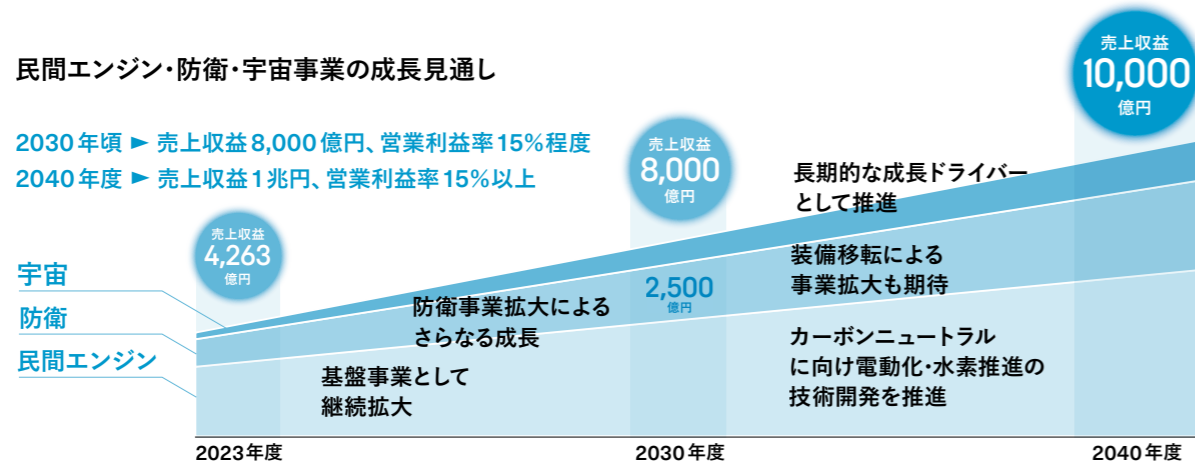 民間エンジン・防衛・宇宙事業の成長見通し
2030年頃 ► 売上収益8,000億円、営業利益率15%程度
2040年度 ► 売上収益1兆円、営業利益率15%以上
売上収益
4,263
億円
売上収益
8,000
億円
売上収益
10,000
億円
宇宙
防衛
民間エンジン
長期的な成長ドライバー
として推進
防衛事業拡大による
さらなる成長
2,500
億円
装備移転による
事業拡大も期待
基盤事業として
継続拡大
カーボンニュートラル
に向け電動化・水素推進の
技術開発を推進
2023年度
2030年度
2040年度